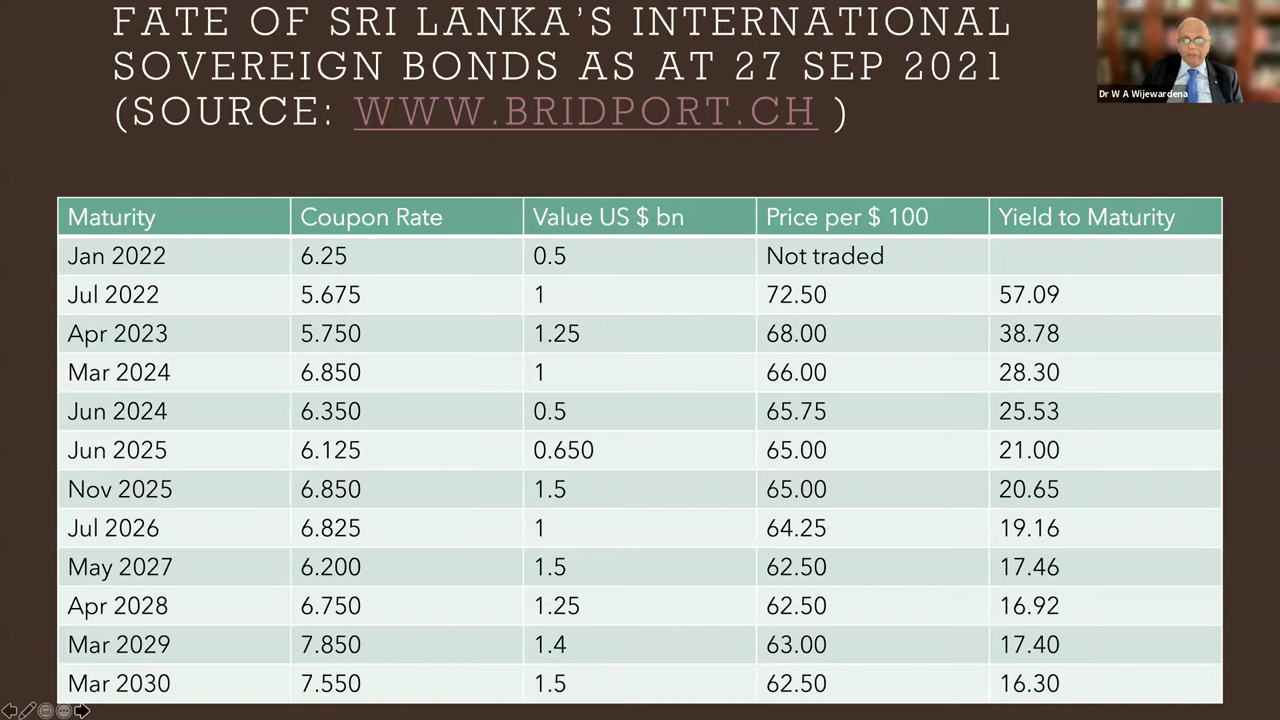 FATE OF SRI LANKA'S INTERNATIONAL
SOVEREIGN BONDS AS AT 27 SEP 2021
(SOURCE: WWW.BRIDPORT.CH )
Dr W A Wijewardena
Maturity Coupon Rate Value US $ bn Price per $ 100 Yield to Maturity
Jan 2022 6.25 0.5 Not traded
Jul 2022 5.675 1 72.50 57.09
Apr 2023 5.750 1.25 68.00 38.78
Mar 2024 6.850 1 66.00 28.30
Jun 2024 6.350 0.5 65.75 25.53
Jun 2025 6.125 0.650 65.00 21.00
Nov 2025 6.850 1.5 65.00 20.65
Jul 2026 6.825 1 64.25 19.16
May 2027 6.200 1.5 62.50 17.46
Apr 2028 6.750 1.25 62.50 16.92
Mar 2029 7.850 1.4 63.00 17.40
Mar 2030 7.550 1.5 62.50 16.30